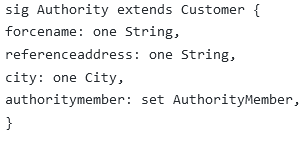 sig Authority extends Customer {
forcename: one String,
referenceaddress: one String,
city: one City,
authoritymember: set AuthorityMember,
}